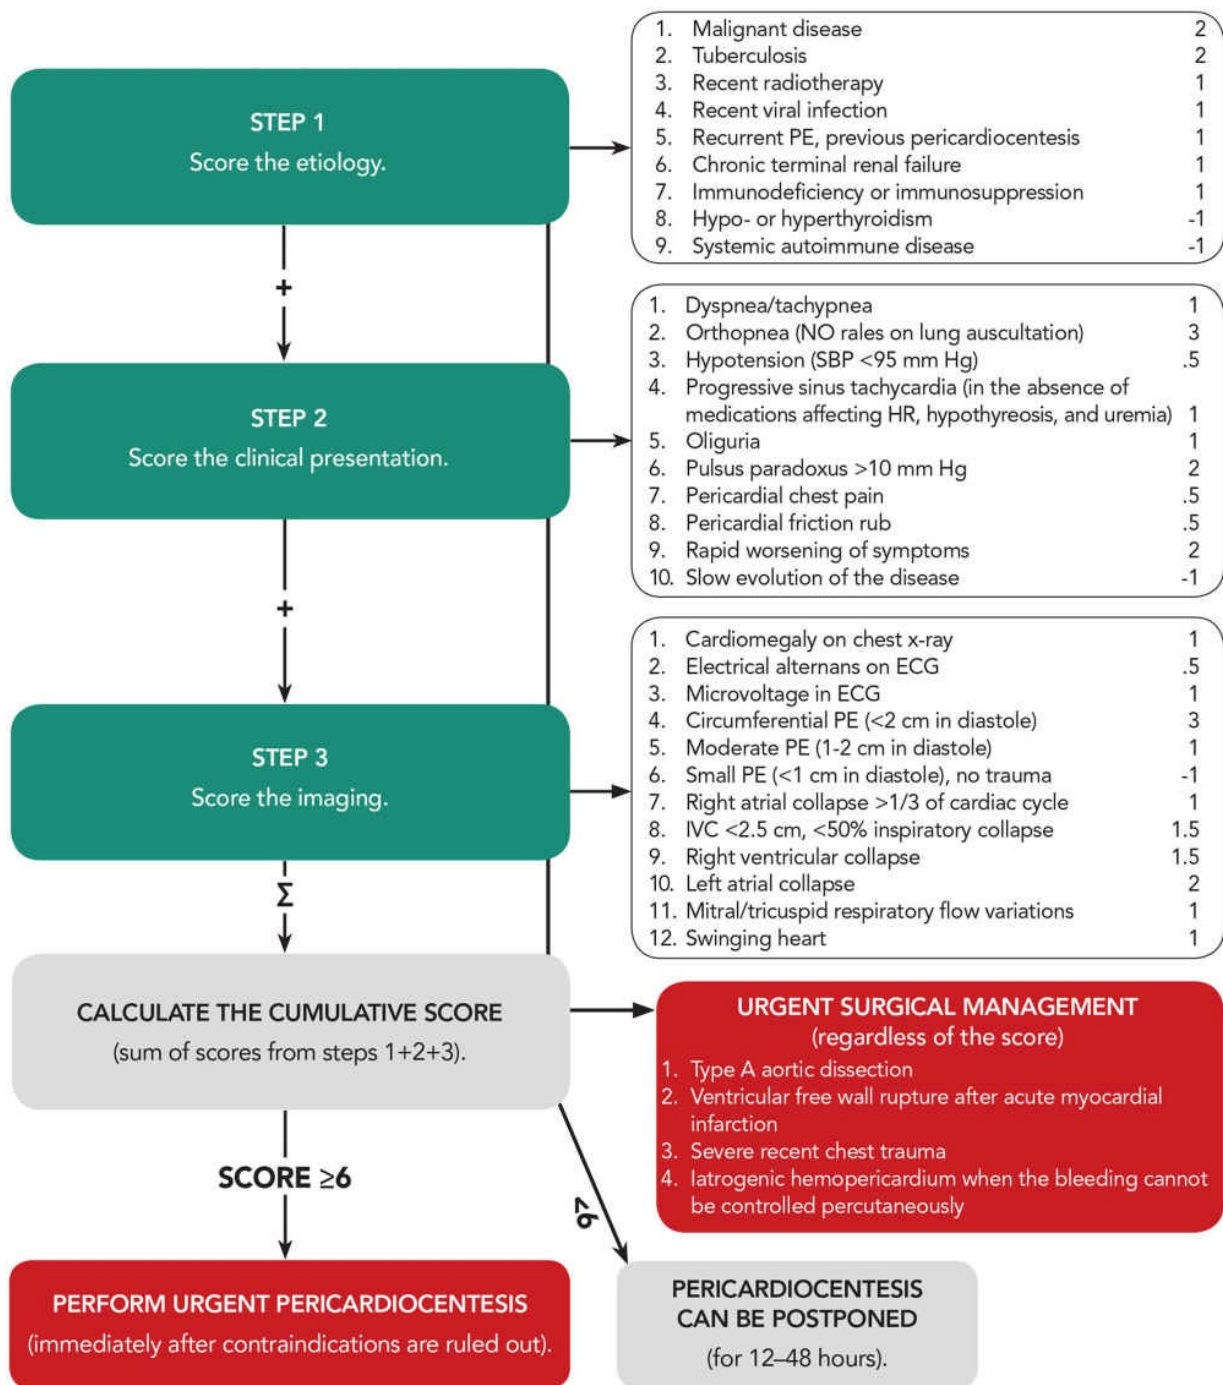 STEP 1
Score the etiology.
1. Malignant disease 2
2. Tuberculosis 2
3. Recent radiotherapy 1
4. Recent viral infection 1
5. Recurrent PE, previous pericardiocentesis 1
6. Chronic terminal renal failure 1
7. Immunodeficiency or immunosuppression 1
8. Hypo- or hyperthyroidism -1
9. Systemic autoimmune disease -1
+
STEP 2
Score the clinical presentation.
1. Dyspnea/tachypnea 1
2. Orthopnea (NO rales on lung auscultation) 3
3. Hypotension (SBP <95 mm Hg) .5
4. Progressive sinus tachycardia (in the absence of
medications affecting HR, hypothyreosis, and uremia) 1
5. Oliguria 1
6. Pulsus paradoxus >10 mm Hg 2
7. Pericardial chest pain .5
8. Pericardial friction rub .5
9. Rapid worsening of symptoms 2
10. Slow evolution of the disease -1
+
STEP 3
Score the imaging.
1. Cardiomegaly on chest x-ray 1
2. Electrical alternans on ECG .5
3. Microvoltage in ECG 1
4. Circumferential PE (<2 cm in diastole) 3
5. Moderate PE (1-2 cm in diastole) 1
6. Small PE (<1 cm in diastole), no trauma -1
7. Right atrial collapse >1/3 of cardiac cycle 1
8. IVC <2.5 cm, <50% inspiratory collapse 1.5
9. Right ventricular collapse 1.5
10. Left atrial collapse 2
11. Mitral/tricuspid respiratory flow variations 1
12. Swinging heart 1
Σ
CALCULATE THE CUMULATIVE SCORE
(sum of scores from steps 1+2+3).
URGENT SURGICAL MANAGEMENT
(regardless of the score)
1. Type A aortic dissection
2. Ventricular free wall rupture after acute myocardial
infarction
3. Severe recent chest trauma
4. Iatrogenic hemopericardium when the bleeding cannot
be controlled percutaneously
SCORE ≥6
<6
PERFORM URGENT PERICARDIOCENTESIS
(immediately after contraindications are ruled out).
PERICARDIOCENTESIS
CAN BE POSTPONED
(for 12–48 hours).